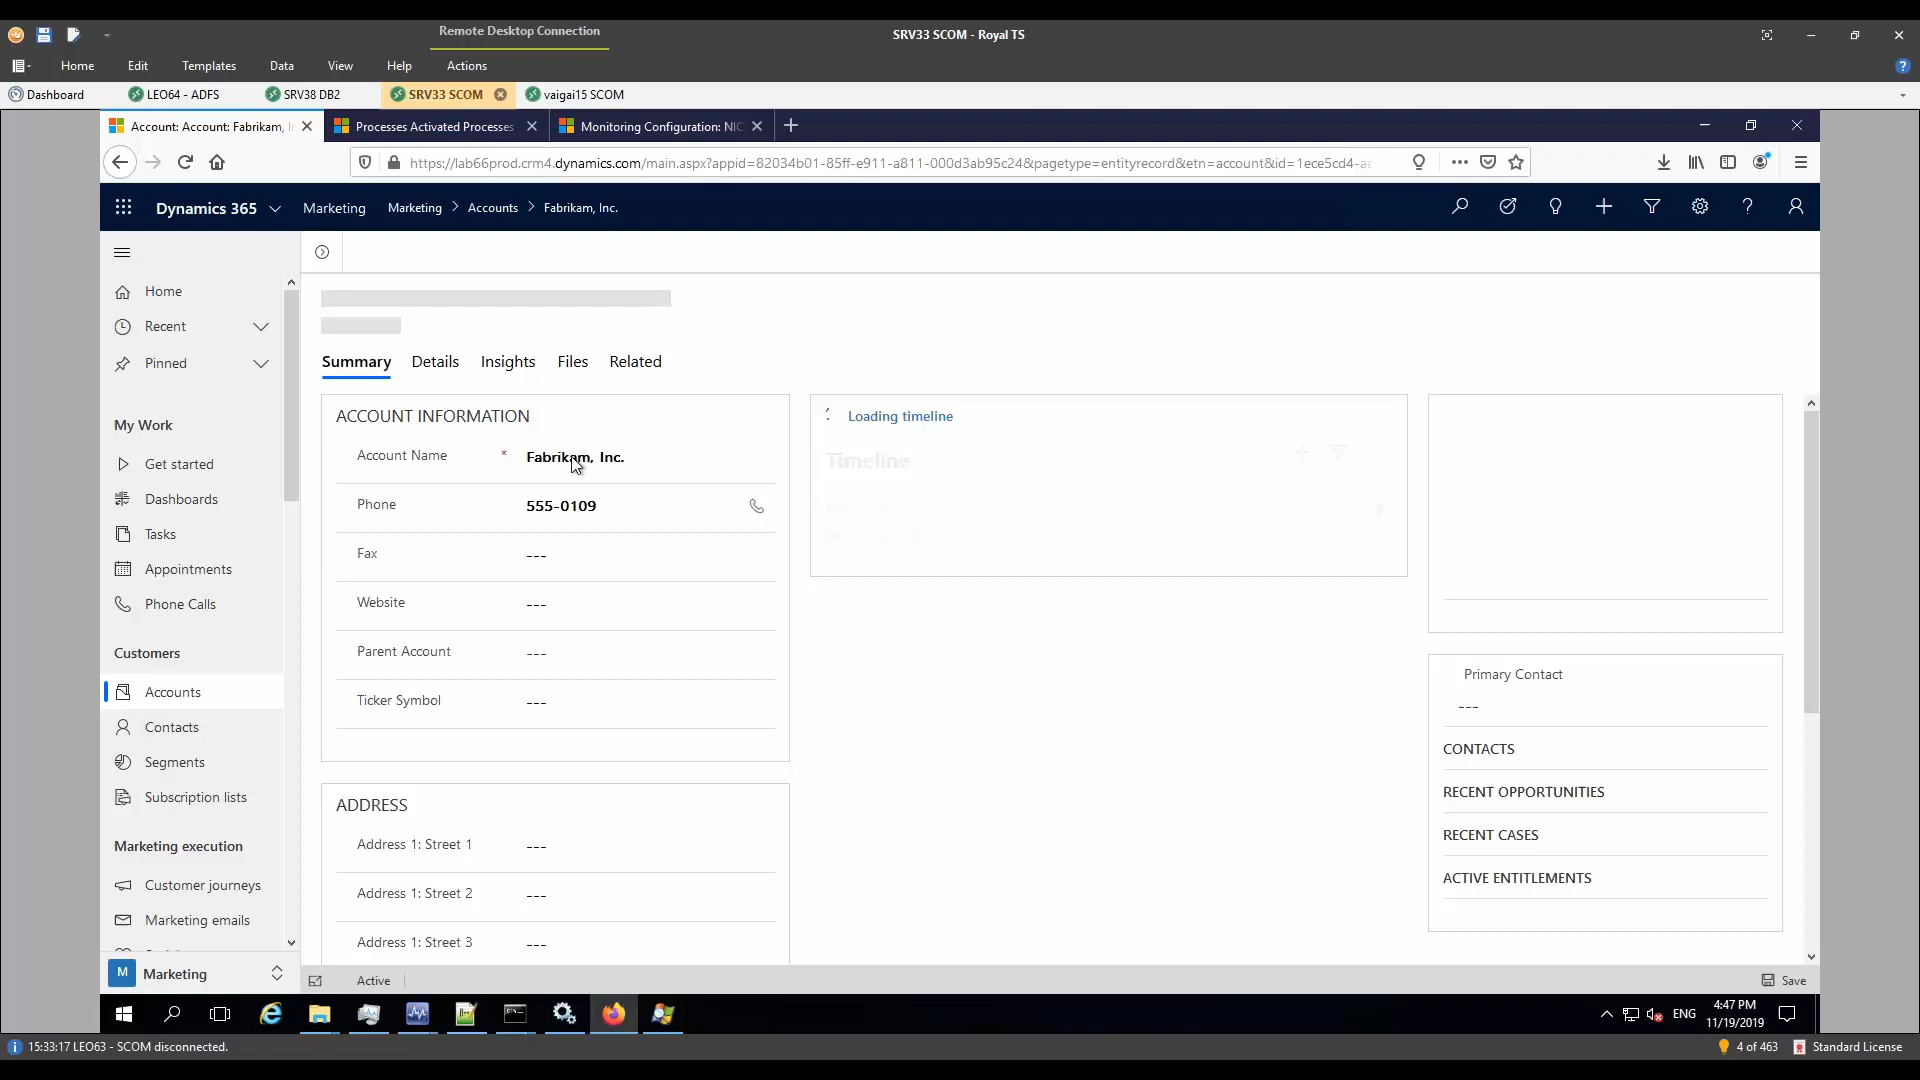 Remote Desktop Connection
SRV33 SCOM - Royal TS
Home Edit Templates Data View Help Actions
Dashboard LEO64 - ADFS SRV38 DB2 SRV33 SCOM vaigai15 SCOM
Account: Account: Fabrikam, I Processes Activated Processes Monitoring Configuration: NIC
https://lab66prod.crm4.dynamics.com/main.aspx?appid=82034b01-85ff-e911-a811-000d3ab95c24&pagetype=entityrecord&etn=account&id=1ece5cd4-ae
Dynamics 365 Marketing Marketing > Accounts > Fabrikam, Inc.
Home
Recent
Pinned
My Work
Get started
Dashboards
Tasks
Appointments
Phone Calls
Customers
Accounts
Contacts
Segments
Subscription lists
Marketing execution
Customer journeys
Marketing emails
M Marketing
Summary Details Insights Files Related
ACCOUNT INFORMATION
Account Name * Fabrikam, Inc.
Phone 555-0109
Fax ---
Website ---
Parent Account ---
Ticker Symbol ---
ADDRESS
Address 1: Street 1 ---
Address 1: Street 2 ---
Address 1: Street 3 ---
Loading timeline
Timeline
Primary Contact
---
CONTACTS
RECENT OPPORTUNITIES
RECENT CASES
ACTIVE ENTITLEMENTS
Active
Save
ENG
4:47 PM
11/19/2019
15:33:17 LEO63 - SCOM disconnected.
4 of 463 Standard License